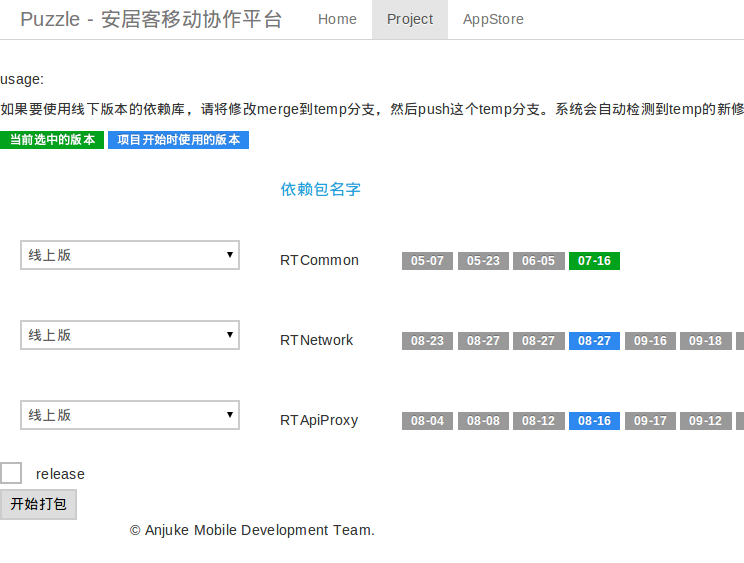 Puzzle - 安居客移动协作平台 Home Project AppStore
usage:
如果要使用线下版本的依赖库，请将修改merge到temp分支，然后push这个temp分支。系统会自动检测到temp的新修
当前选中的版本 项目开始时使用的版本
依赖包名字
线上版 RTCommon 05-07 05-23 06-05 07-16
线上版 RTNetwork 08-23 08-27 08-27 08-27 09-16 09-18
线上版 RTApiProxy 08-04 08-08 08-12 08-16 09-17 09-12
release
开始打包
© Anjuke Mobile Development Team.